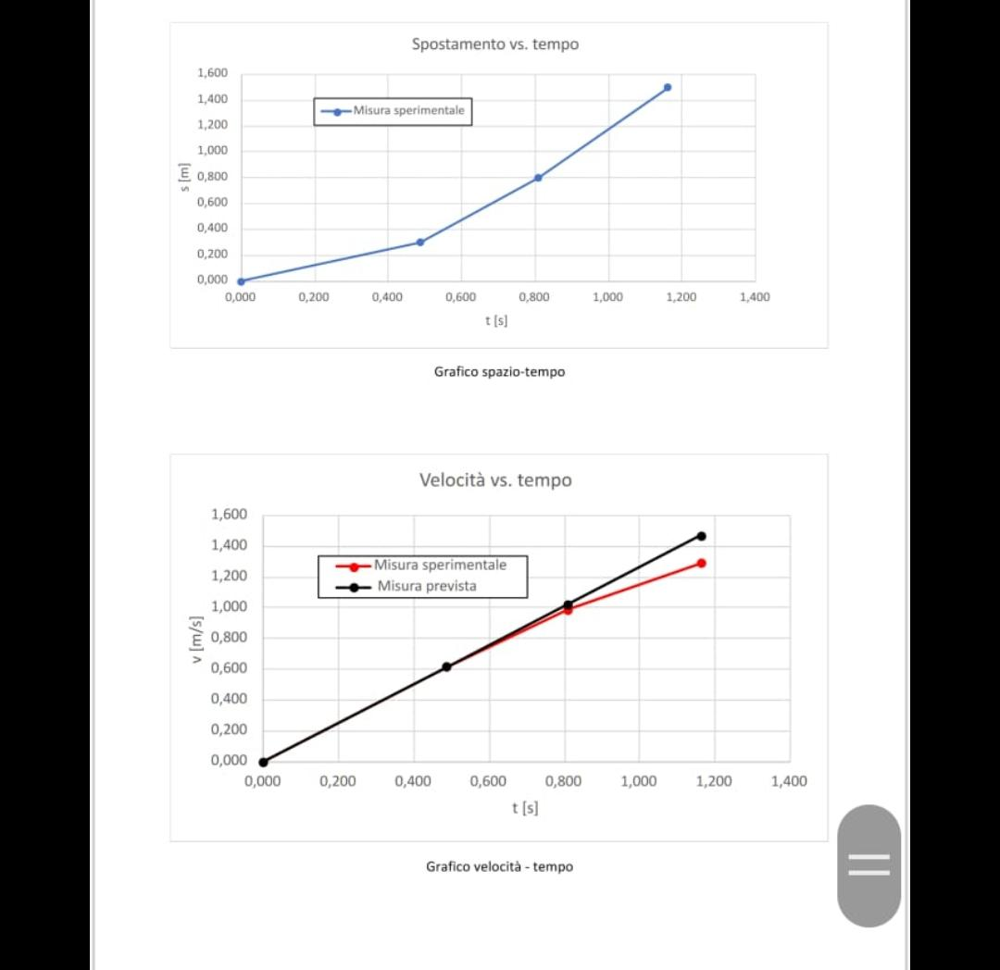 Spostamento vs. tempo
1,600
1,400
1,200
1,000
0,800
0,600
0,400
0,200
0,000
s [m]
Misura sperimentale
0,000 0,200 0,400 0,600 0,800 1,000 1,200 1,400
t [s]
Grafico spazio-tempo
Velocità vs. tempo
1,600
1,400
1,200
1,000
0,800
0,600
0,400
0,200
0,000
v [m/s]
Misura sperimentale
Misura prevista
0,000 0,200 0,400 0,600 0,800 1,000 1,200 1,400
t [s]
Grafico velocità - tempo